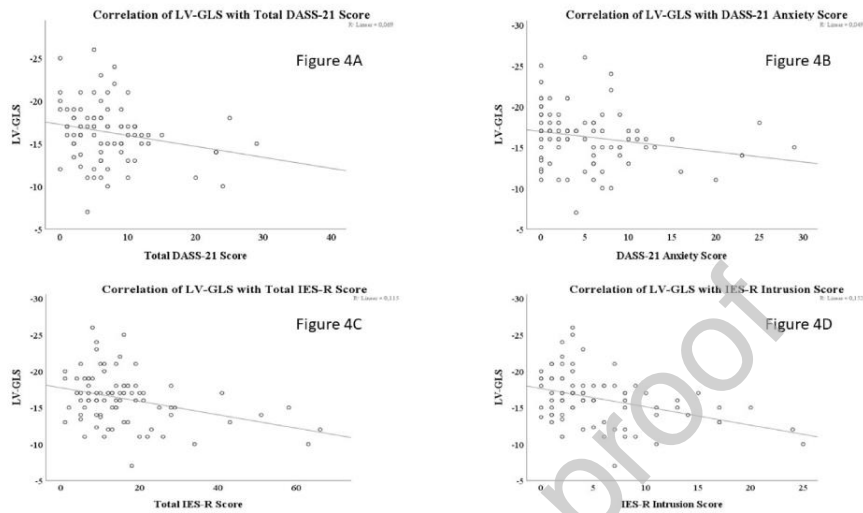 Correlation of LV-GLS with Total DASS-21 Score
R² Linear = 0,069
Figure 4A
LV-GLS
-25
-20
-15
-10
-5
0
10
20
30
40
Total DASS-21 Score
Correlation of LV-GLS with DASS-21 Anxiety Score
Figure 4B
LV-GLS
-30
-25
-20
-15
-10
-5
0
5
10
15
20
25
30
DASS-21 Anxiety Score
Correlation of LV-GLS with Total IES-R Score
Figure 4C
LV-GLS
-30
-25
-20
-15
-10
-5
0
20
40
60
Total IES-R Score
Correlation of LV-GLS with IES-R Intrusion Score
Figure 4D
LV-GLS
-30
-25
-20
-15
-10
-5
0
5
10
15
20
25
IES-R Intrusion Score
proof